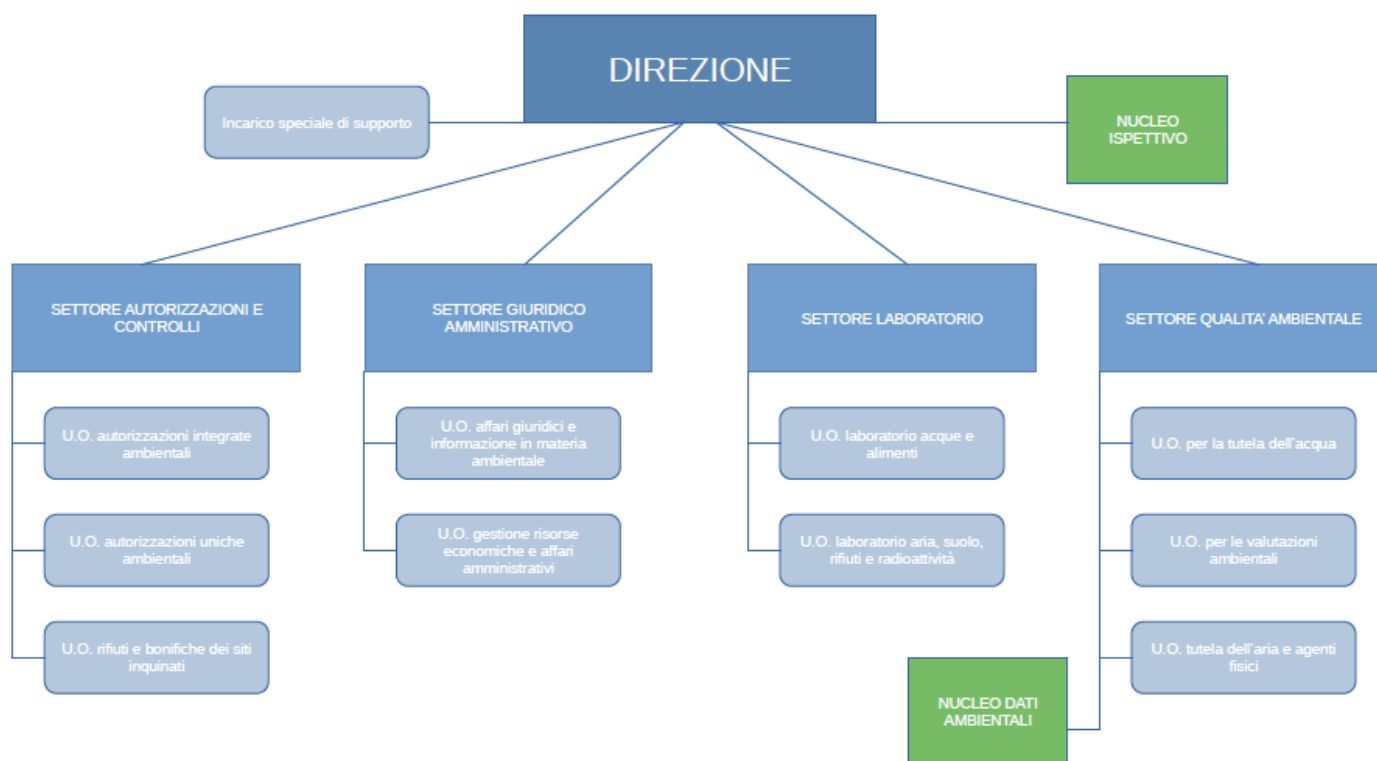 DIREZIONE
Incarico speciale di supporto
NUCLEO
ISPETTIVO
SETTORE AUTORIZZAZIONI E
CONTROLLI
SETTORE GIURIDICO
AMMINISTRATIVO
SETTORE LABORATORIO
SETTORE QUALITA' AMBIENTALE
U.O. autorizzazioni integrate
ambientali
U.O. affari giuridici e
informazione in materia
ambientale
U.O. laboratorio acque e
alimenti
U.O. per la tutela dell'acqua
U.O. autorizzazioni uniche
ambientali
U.O. gestione risorse
economiche e affari
amministrativi
U.O. laboratorio aria, suolo,
rifiuti e radioattività
U.O. per le valutazioni
ambientali
U.O. rifiuti e bonifiche dei siti
inquinati
U.O. tutela dell'aria e agenti
fisici
NUCLEO DATI
AMBIENTALI